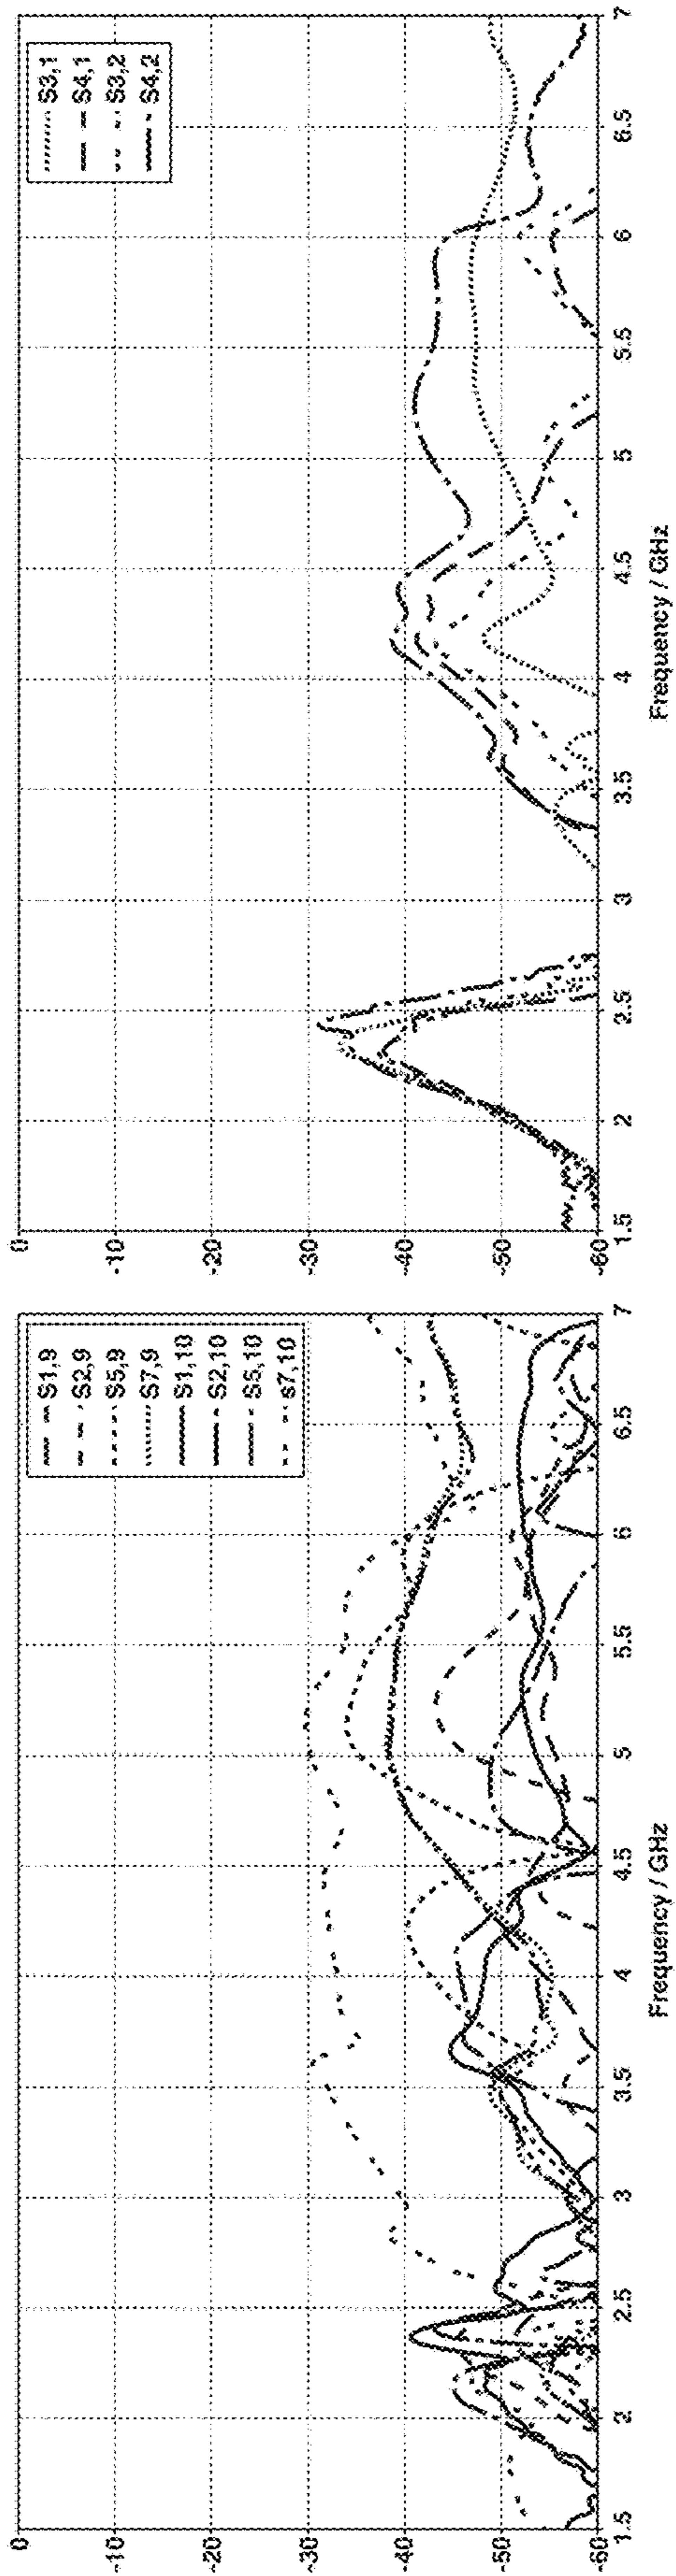 0
-10
-20
-30
-40
-50
-60
1.5 2 2.5 3 3.5 4 4.5 5 5.5 6 6.5 7
Frequency / GHz
S1,9
S2,9
S5,9
S7,9
S1,10
S2,10
S5,10
s7,10
0
-10
-20
-30
-40
-50
-60
1.5 2 2.5 3 3.5 4 4.5 5 5.5 6 6.5 7
Frequency / GHz
S3,1
S4,1
S3,2
S4,2